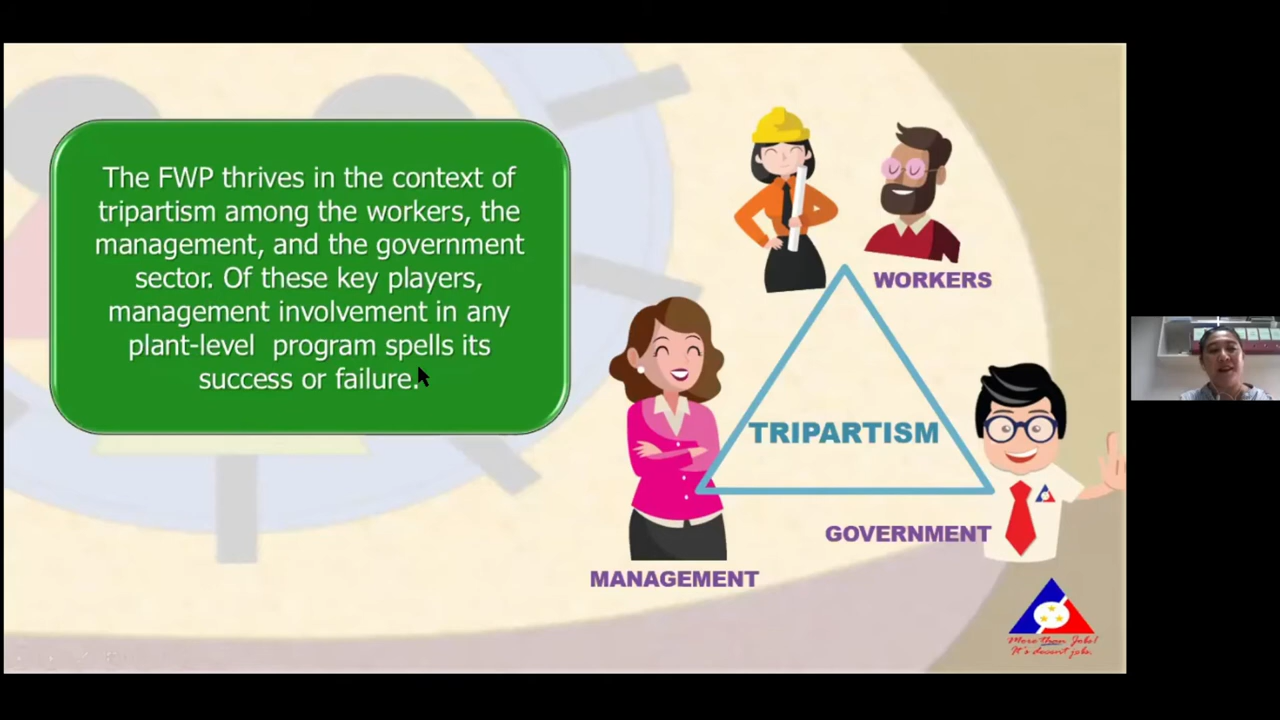 The FWP thrives in the context of
tripartism among the workers, the
management, and the government
sector. Of these key players,
management involvement in any
plant-level program spells its
success or failure.
WORKERS
TRIPARTISM
GOVERNMENT
MANAGEMENT
More than Jobs!
It's decent jobs.